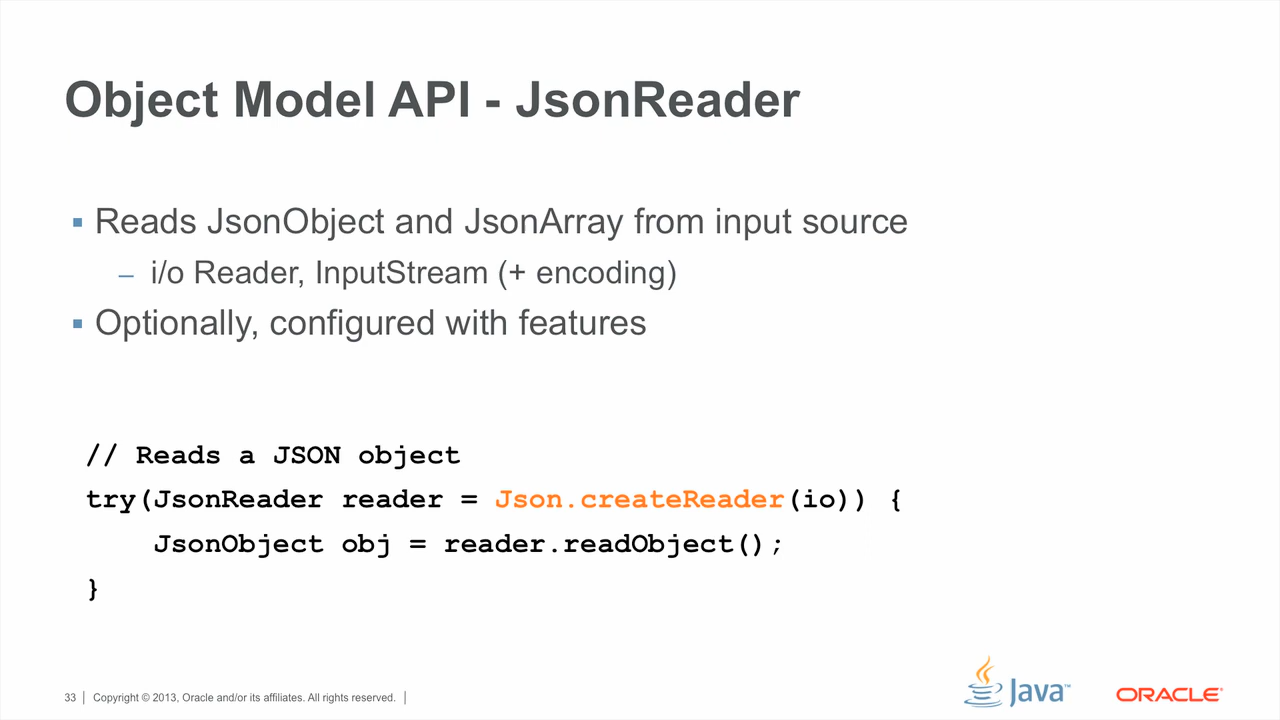 Object Model API - JsonReader
▪ Reads JsonObject and JsonArray from input source
– i/o Reader, InputStream (+ encoding)
▪ Optionally, configured with features
// Reads a JSON object
try(JsonReader reader = Json.createReader(io)) {
    JsonObject obj = reader.readObject();
}
33 | Copyright © 2013, Oracle and/or its affiliates. All rights reserved. |
Java™
ORACLE®